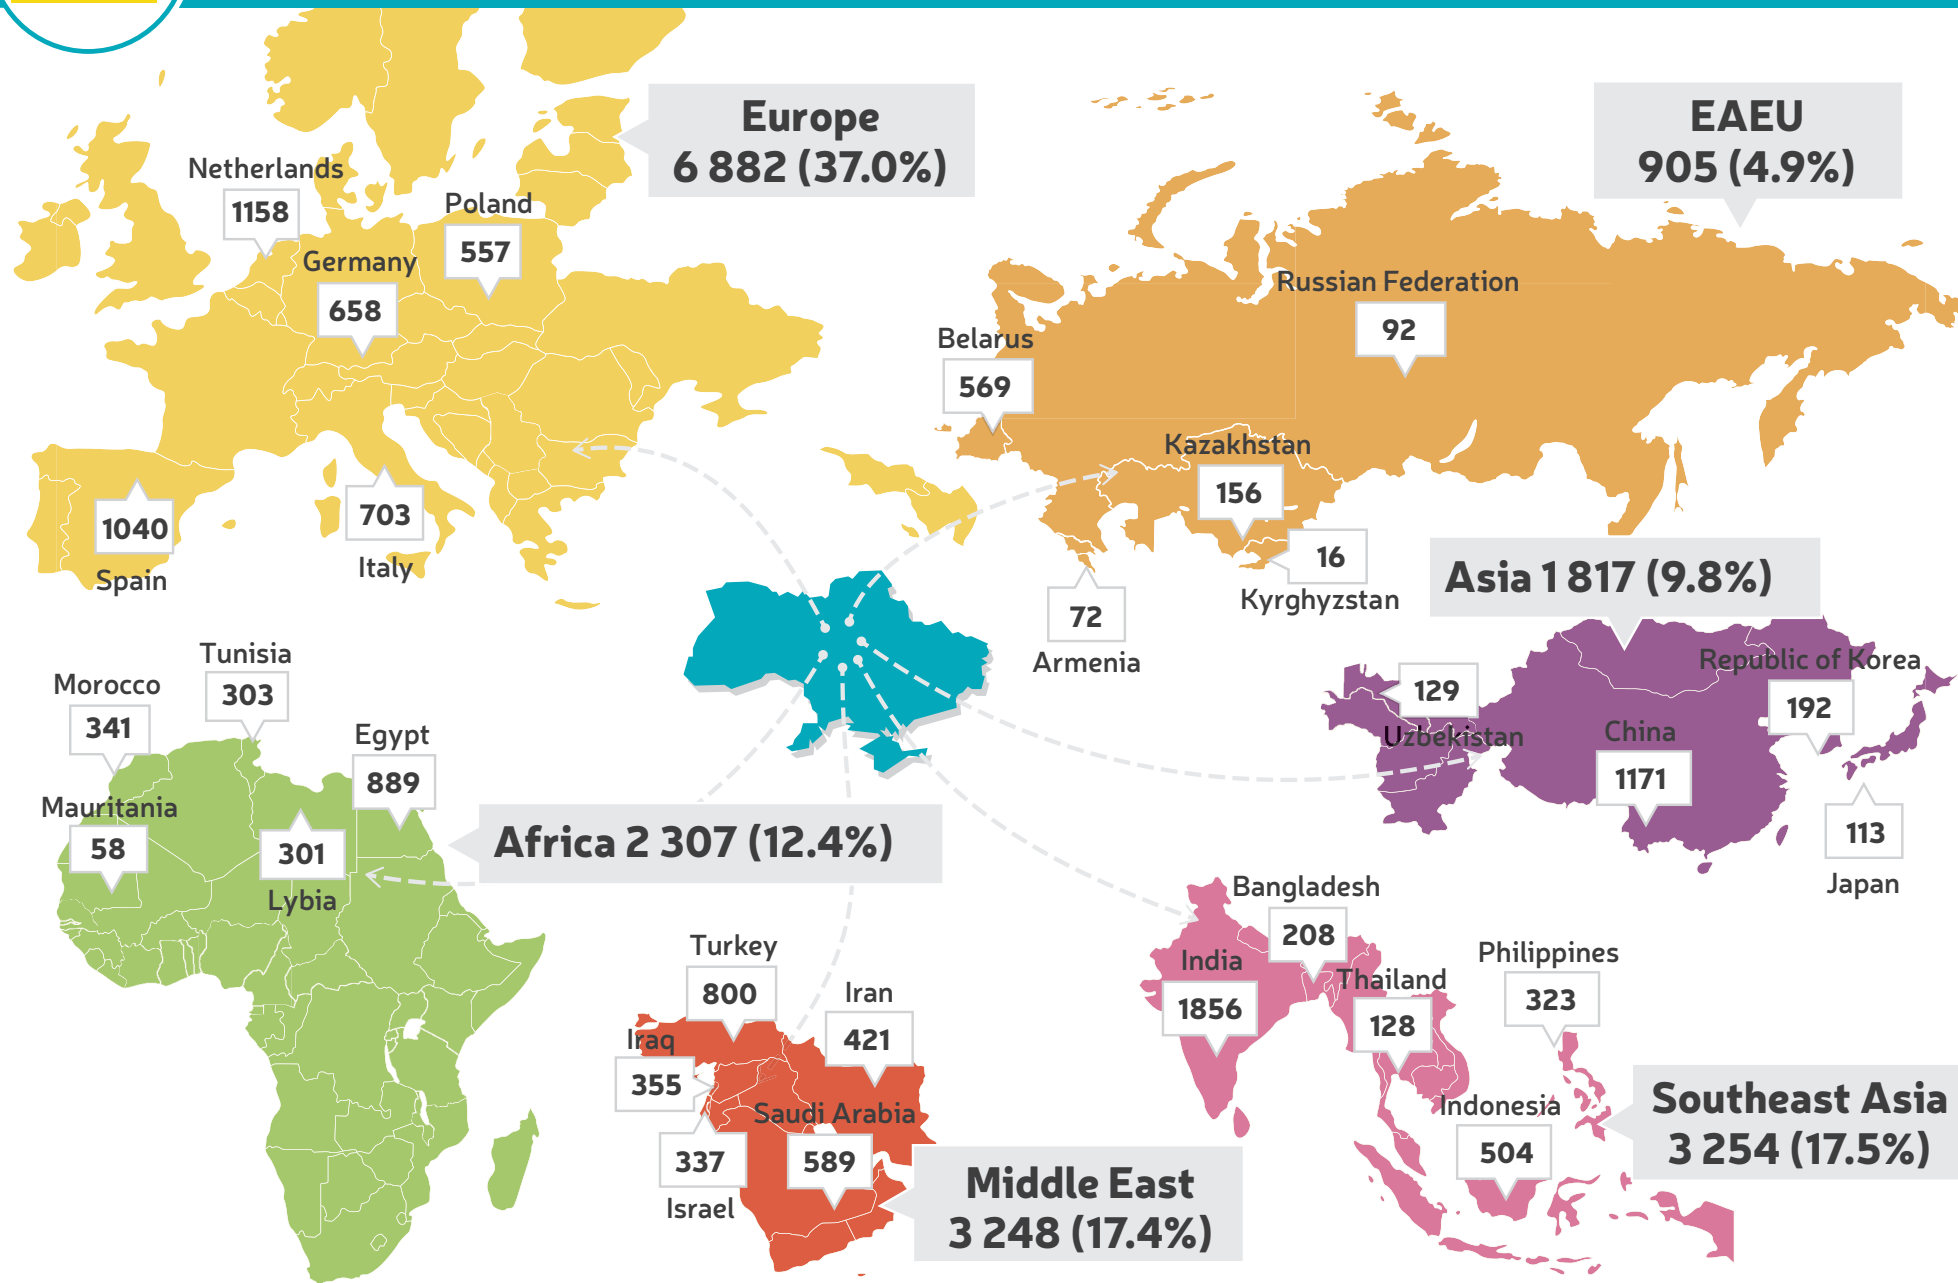 Europe
6 882 (37.0%)
EAEU
905 (4.9%)
Netherlands
1158
Poland
557
Germany
658
Spain
1040
Italy
703
Russian Federation
92
Belarus
569
Kazakhstan
156
16
Kyrghyzstan
72
Armenia
Asia 1 817 (9.8%)
129
Uzbekistan
Republic of Korea
192
China
1171
113
Japan
Tunisia
303
Morocco
341
Egypt
889
Mauritania
58
301
Lybia
Africa 2 307 (12.4%)
Turkey
800
Iran
421
Iraq
355
Saudi Arabia
589
337
Israel
Middle East
3 248 (17.4%)
Bangladesh
208
India
1856
Thailand
128
Philippines
323
Indonesia
504
Southeast Asia
3 254 (17.5%)